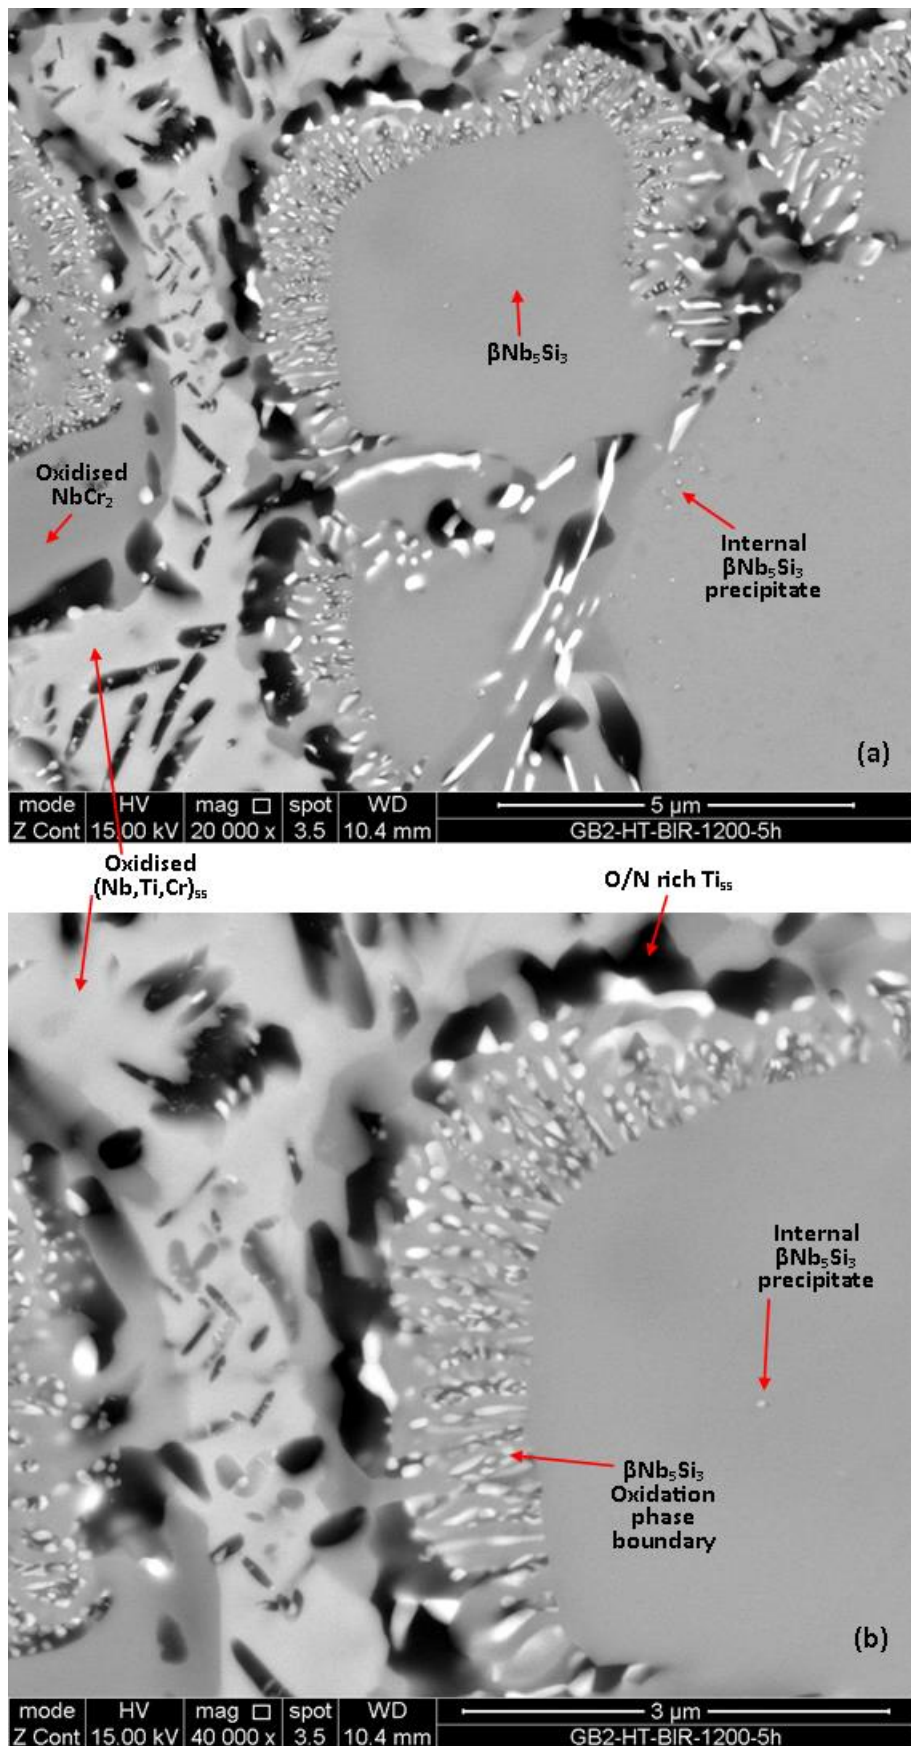 βNb₅Si₃
Oxidised
NbCr₂
Internal
βNb₅Si₃
precipitate
(a)
mode HV mag □ spot WD 5 µm
Z Cont 15.00 kV 20 000 x 3.5 10.4 mm GB2-HT-BIR-1200-5h
Oxidised
(Nb,Ti,Cr)ₛₛ
O/N rich Tiₛₛ
Internal
βNb₅Si₃
precipitate
βNb₅Si₃
Oxidation
phase
boundary
(b)
mode HV mag □ spot WD 3 µm
Z Cont 15.00 kV 40 000 x 3.5 10.4 mm GB2-HT-BIR-1200-5h